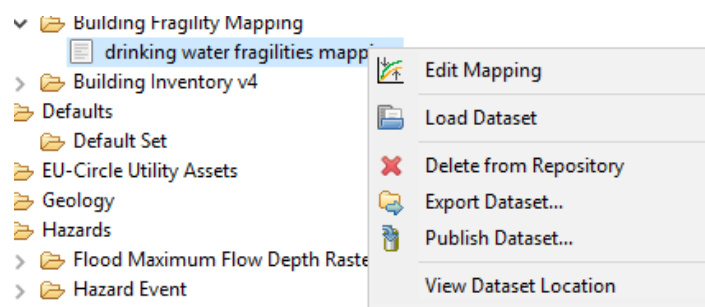 Building Fragility Mapping
drinking water fragilities mapping
Building Inventory v4
Defaults
Default Set
EU-Circle Utility Assets
Geology
Hazards
Flood Maximum Flow Depth Raste
Hazard Event
Edit Mapping
Load Dataset
Delete from Repository
Export Dataset...
Publish Dataset...
View Dataset Location